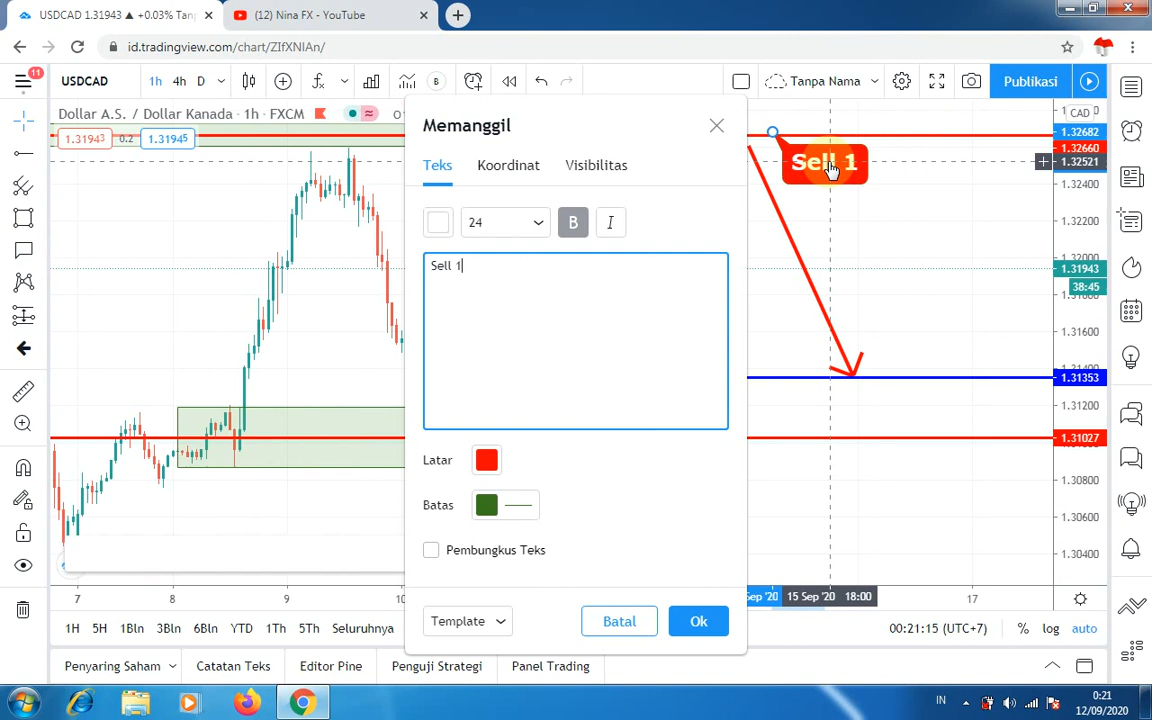 USDCAD 1.31943 ▲ +0.03% Tanp
(12) Nina FX - YouTube
id.tradingview.com/chart/ZIfXNIAn/
11
USDCAD
1h 4h D
B
Tanpa Nama
Publikasi
Dollar A.S. / Dollar Kanada · 1h · FXCM
CAD
1.31943 0.2 1.31945
1.32682
1.32660
1.32521
1.32400
1.32200
1.32000
1.31943
38:45
1.31600
1.31353
1.31200
1.31027
1.30800
1.30600
1.30400
Sell 1
Memanggil
Teks Koordinat Visibilitas
24 B I
Sell 1
Latar
Batas
Pembungkus Teks
Template Batal Ok
7 8 9 10 Sep '20 15 Sep '20 18:00 17
1H 5H 1Bln 3Bln 6Bln YTD 1Th 5Th Seluruhnya
00:21:15 (UTC+7) % log auto
Penyaring Saham Catatan Teks Editor Pine Penguji Strategi Panel Trading
IN
0:21
12/09/2020